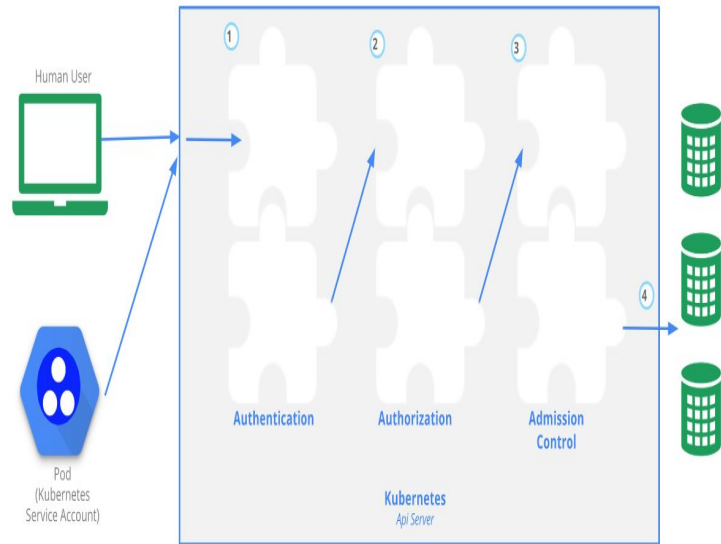 1
2
3
Human User
4
Authentication
Authorization
Admission
Control
Pod
(Kubernetes
Service Account)
Kubernetes
Api Server